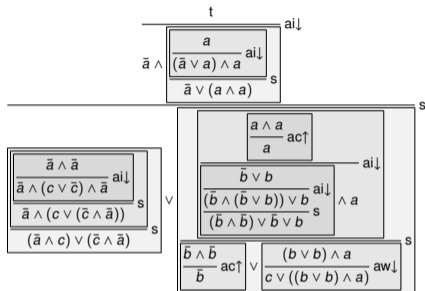 t
ai↓
a
ā ∧ ai↓
(ā ∨ a) ∧ a
s
ā ∨ (a ∧ a)
s
a ∧ a
ac↑
a
ā ∧ ā
ai↓
ai↓
ā ∧ (c ∨ c̄) ∧ ā
b̄ ∨ b
ai↓
(b̄ ∧ (b̄ ∨ b)) ∨ b
s
∨ ∧ a
ā ∧ (c ∨ (c̄ ∧ ā))
s
(b̄ ∧ b̄) ∨ b̄ ∨ b
s
(ā ∧ c) ∨ (c̄ ∧ ā)
s
b̄ ∧ b̄
ac↑ ∨
b̄
(b ∨ b) ∧ a
aw↓
c ∨ ((b ∨ b) ∧ a)